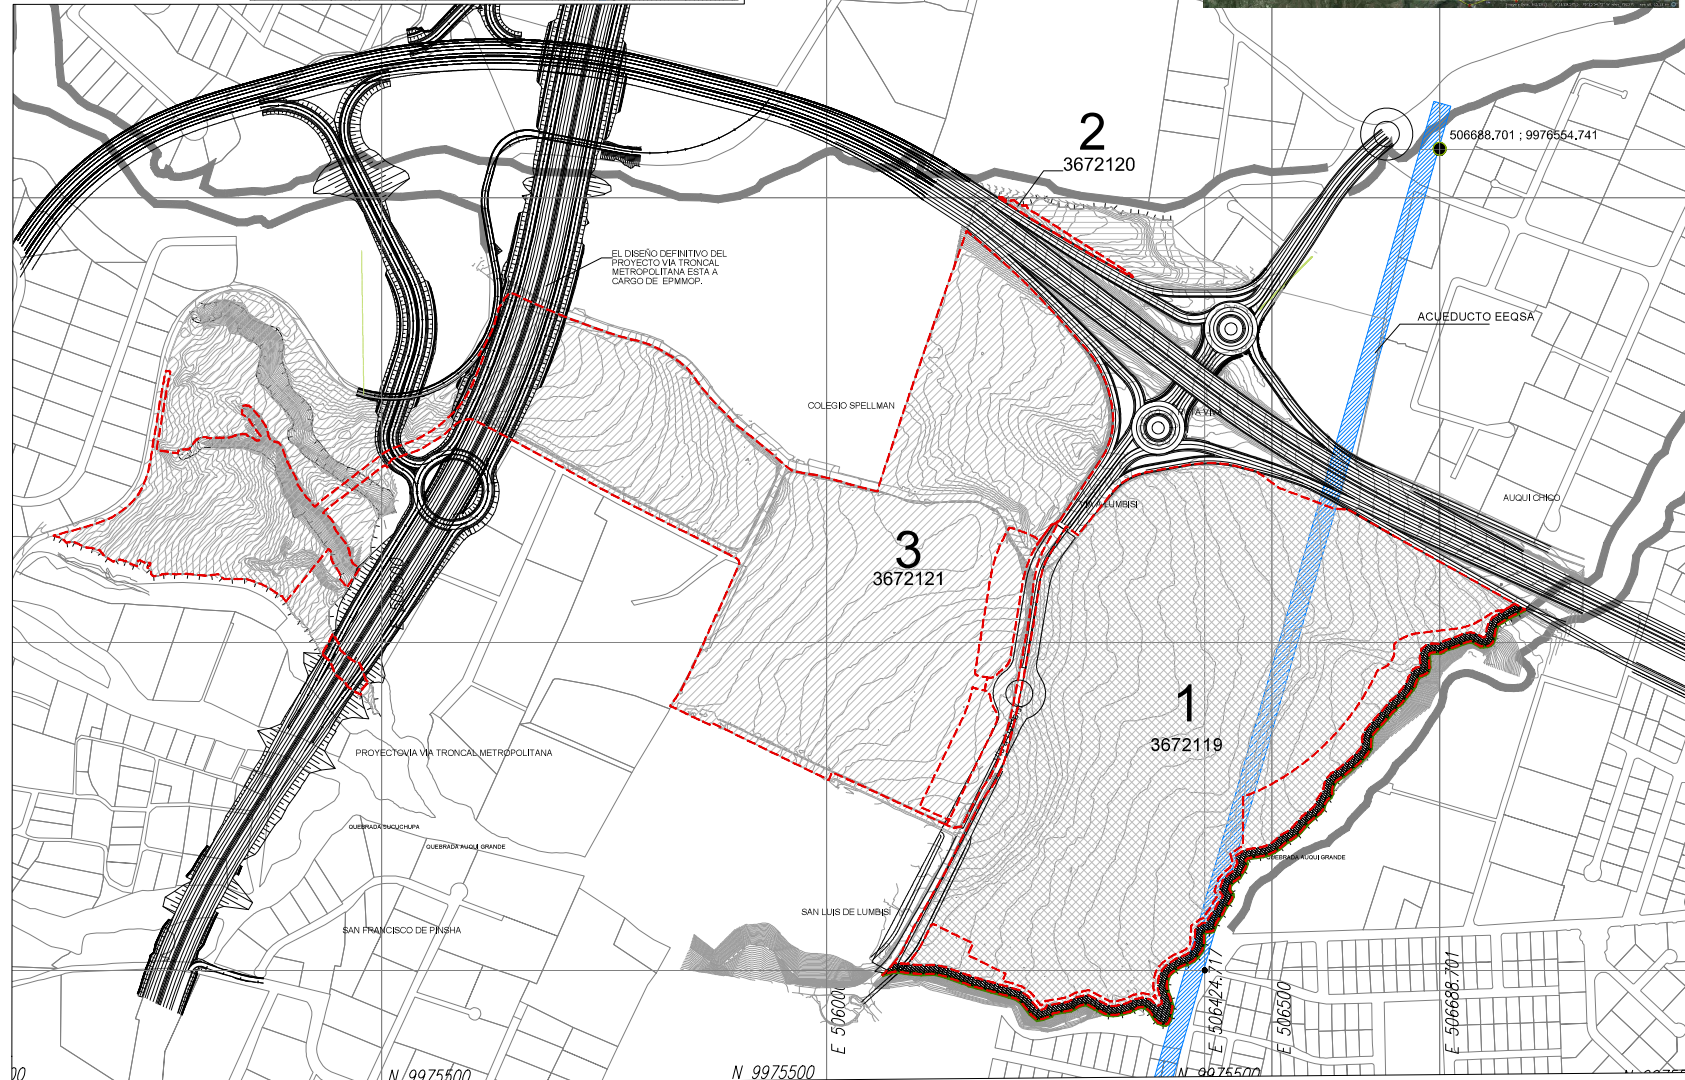 2
3672120
506688.701 ; 9976554.741
EL DISEÑO DEFINITIVO DEL
PROYECTO VIA TRONCAL
METROPOLITANA ESTA A
CARGO DE EPMMOP.
ACUEDUCTO EEQSA
COLEGIO SPELLMAN
AUQUI CHICO
3
3672121
1
3672119
PROYECTOVIA VIA TRONCAL METROPOLITANA
QUEBRADA SUCUCHUPA
QUEBRADA AUQUI GRANDE
QUEBRADA AUQUI GRANDE
SAN LUIS DE LUMBISI
SAN FRANCISCO DE PINSHA
E 506000
E 506424.717
E 506500
E 506688.701
N 9975500
N 9975500
N 9975500